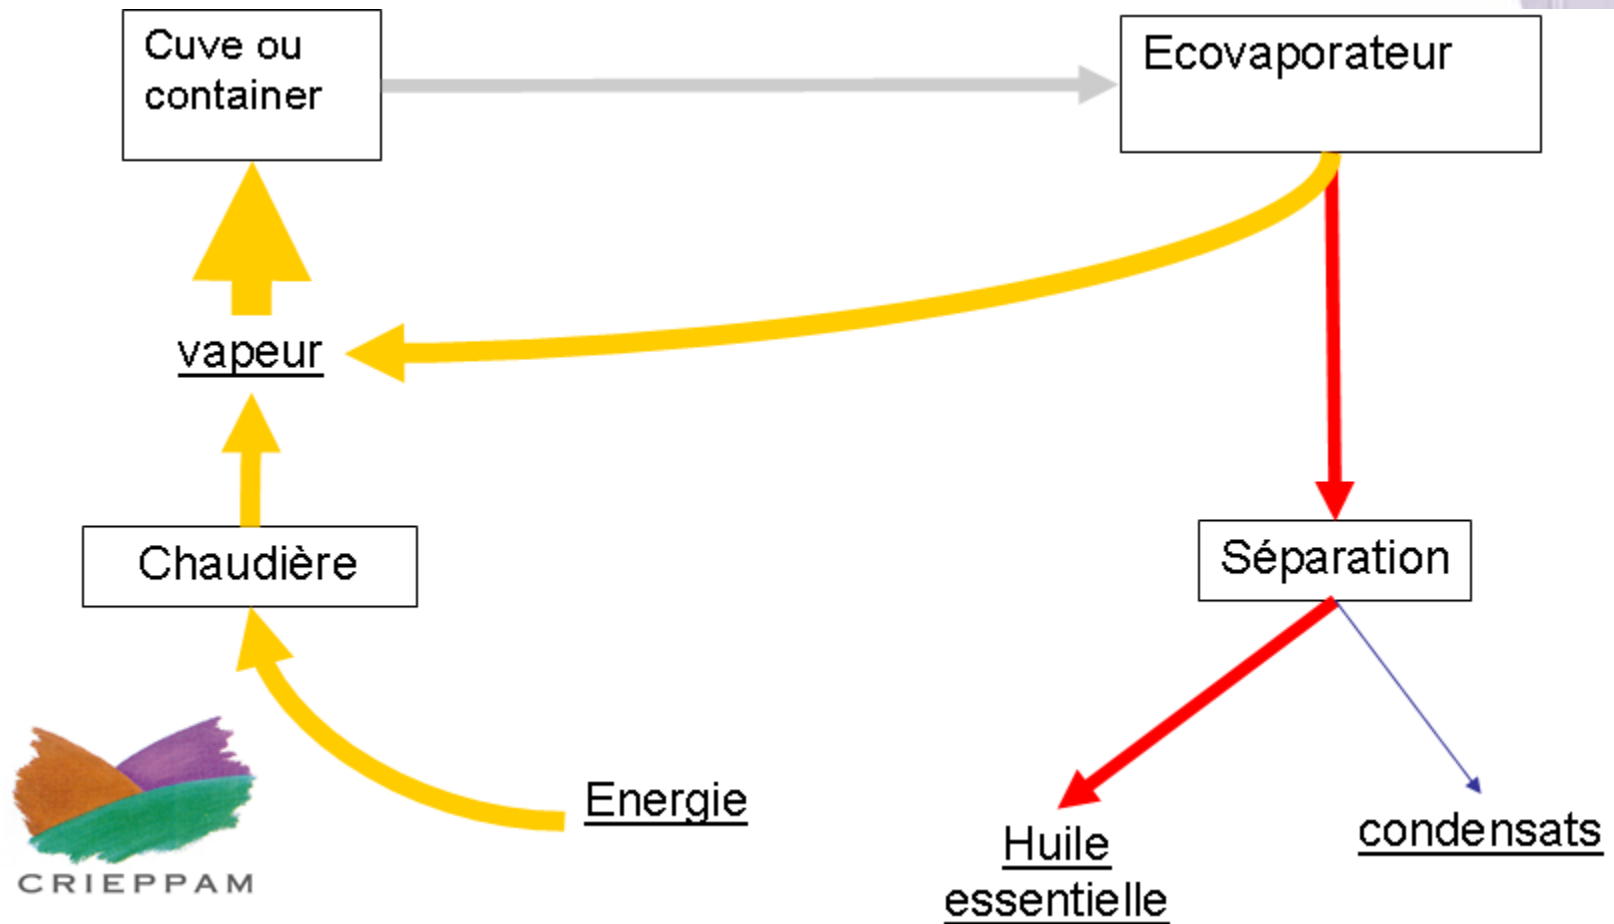 Cuve ou
container
Ecovaporateur
vapeur
Chaudière
Séparation
Energie
Huile
essentielle
condensats
CRIEPPAM